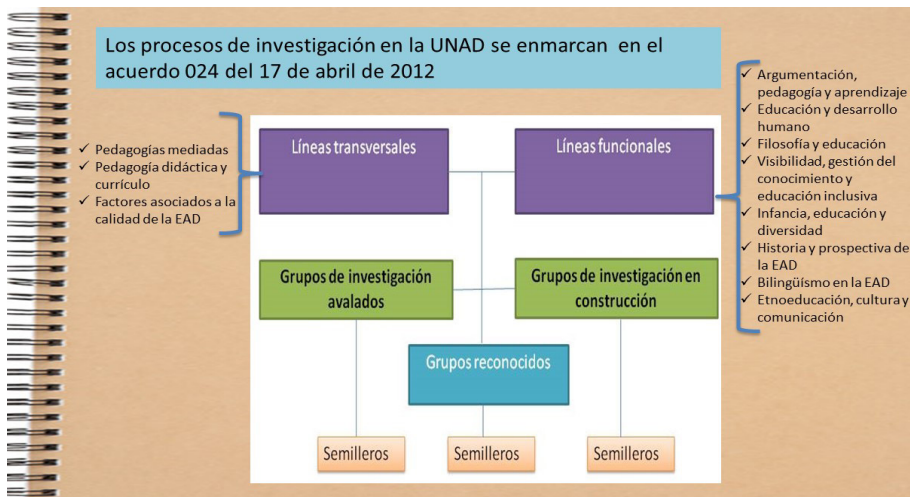 Los procesos de investigación en la UNAD se enmarcan en el
acuerdo 024 del 17 de abril de 2012
✓ Pedagogías mediadas
✓ Pedagogía didáctica y
currículo
✓ Factores asociados a la
calidad de la EAD
Líneas transversales
Líneas funcionales
✓ Argumentación,
pedagogía y aprendizaje
✓ Educación y desarrollo
humano
✓ Filosofía y educación
✓ Visibilidad, gestión del
conocimiento y
educación inclusiva
✓ Infancia, educación y
diversidad
✓ Historia y prospectiva de
la EAD
✓ Bilingüísmo en la EAD
✓ Etnoeducación, cultura y
comunicación
Grupos de investigación
avalados
Grupos de investigación en
construcción
Grupos reconocidos
Semilleros
Semilleros
Semilleros